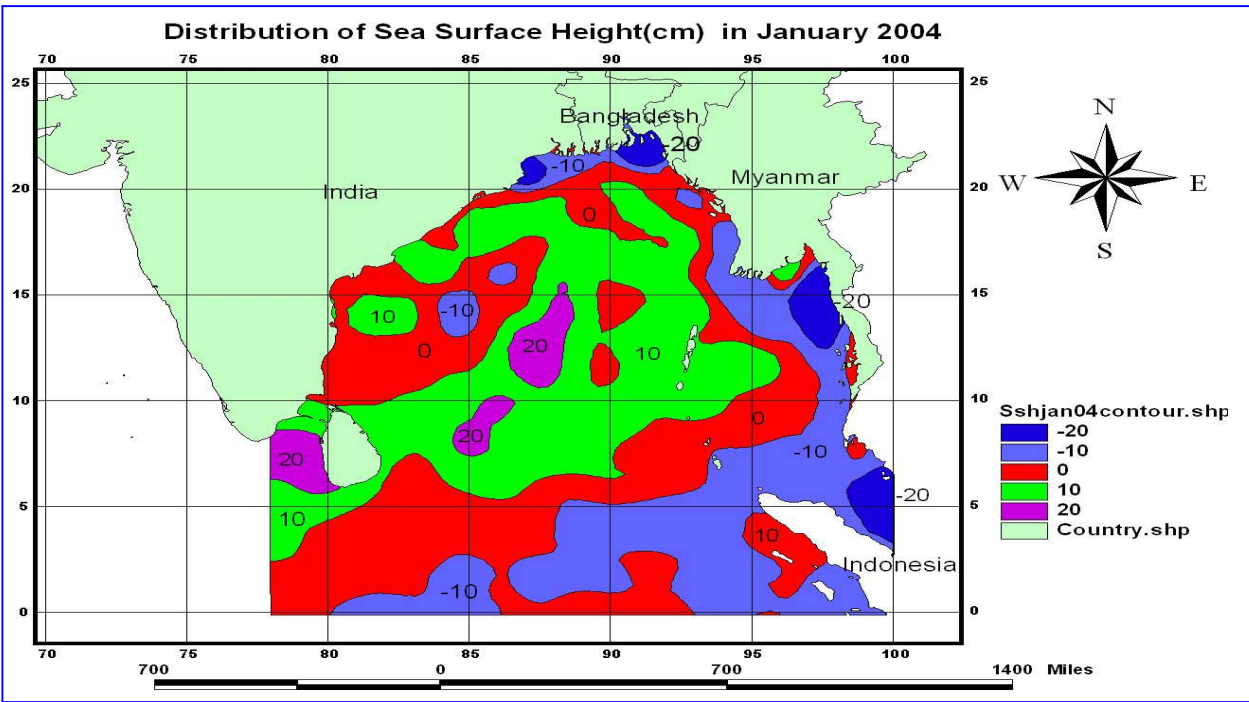 Distribution of Sea Surface Height(cm) in January 2004
70 75 80 85 90 95 100
25 25
Bangladesh
-20
-10
India
Myanmar
20 20
0
N
W E
S
15 15
10
-10
-20
0
20
10
10 10
0
20
20
-10
Sshjan04contour.shp
-20
-10
0
10
20
Country.shp
-20
5 5
10
10
Indonesia
-10
0 0
70 75 80 85 90 95 100
700 0 700 1400 Miles